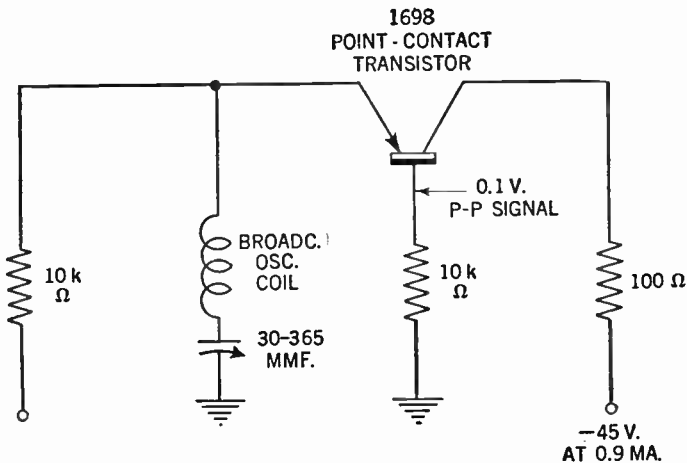 1698
POINT-CONTACT
TRANSISTOR
0.1 V.
P-P SIGNAL
BROADC.
OSC.
COIL
10 k
Ω
10 k
Ω
100 Ω
30-365
MMF.
-45 V.
AT 0.9 MA.